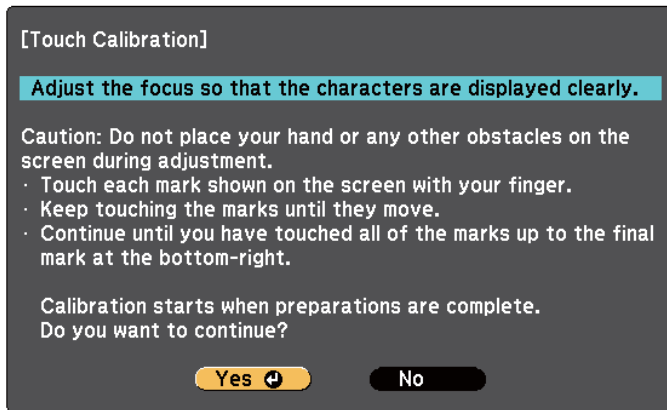 [Touch Calibration]
Adjust the focus so that the characters are displayed clearly.
Caution: Do not place your hand or any other obstacles on the
screen during adjustment.
· Touch each mark shown on the screen with your finger.
· Keep touching the marks until they move.
· Continue until you have touched all of the marks up to the final
mark at the bottom-right.
Calibration starts when preparations are complete.
Do you want to continue?
Yes ↵ No